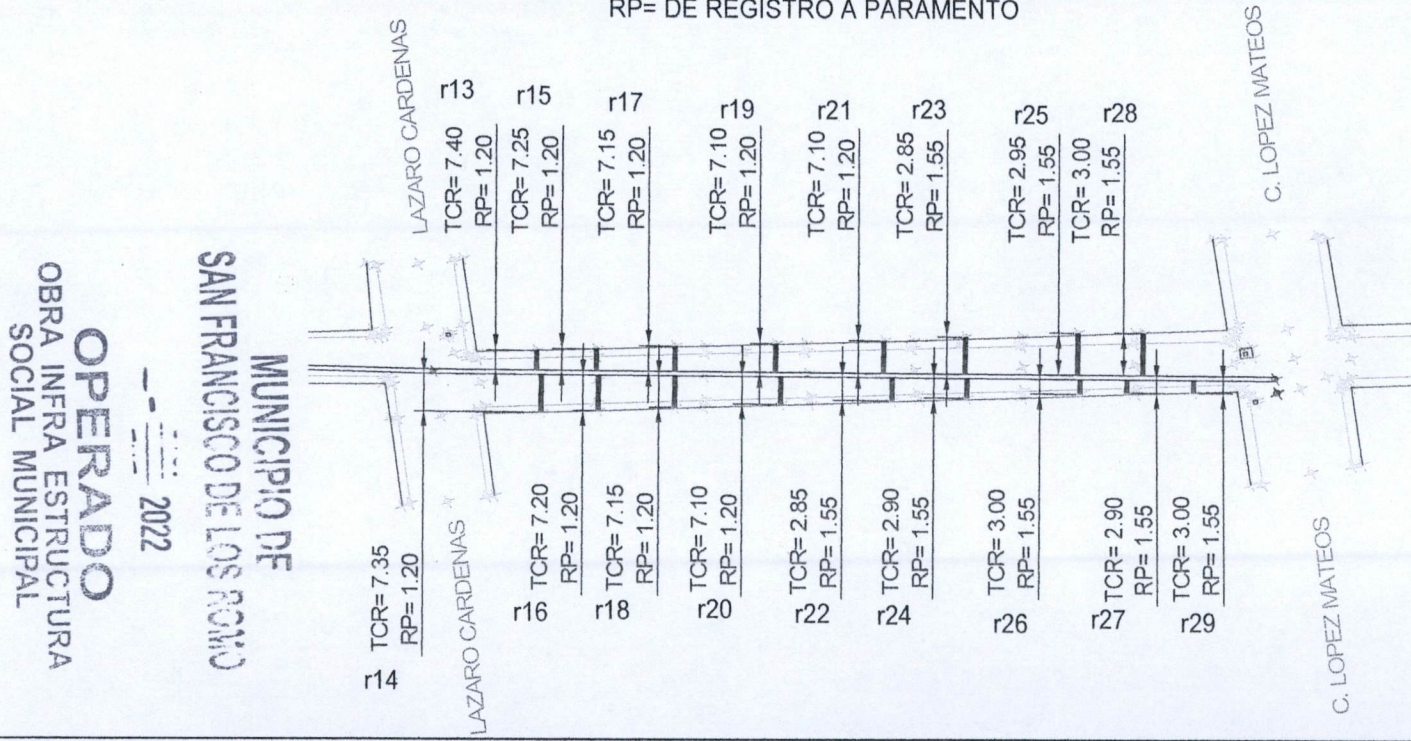 RP= DE REGISTRO A PARAMENTO
LAZARO CARDENAS
r13
TCR= 7.40
RP= 1.20
r15
TCR= 7.25
RP= 1.20
r17
TCR= 7.15
RP= 1.20
r19
TCR= 7.10
RP= 1.20
r21
TCR= 7.10
RP= 1.20
r23
TCR= 2.85
RP= 1.55
r25
TCR= 2.95
RP= 1.55
r28
TCR= 3.00
RP= 1.55
C. LOPEZ MATEOS
MUNICIPIO DE
SAN FRANCISCO DE LOS ROMO
2022
OPERADO
OBRA INFRA ESTRUCTURA
SOCIAL MUNICIPAL
TCR= 7.35
RP= 1.20
r14
LAZARO CARDENAS
TCR= 7.20
RP= 1.20
r16
TCR= 7.15
RP= 1.20
r18
TCR= 7.10
RP= 1.20
r20
TCR= 2.85
RP= 1.55
r22
TCR= 2.90
RP= 1.55
r24
TCR= 3.00
RP= 1.55
r26
TCR= 2.90
RP= 1.55
r27
TCR= 3.00
RP= 1.55
r29
C. LOPEZ MATEOS